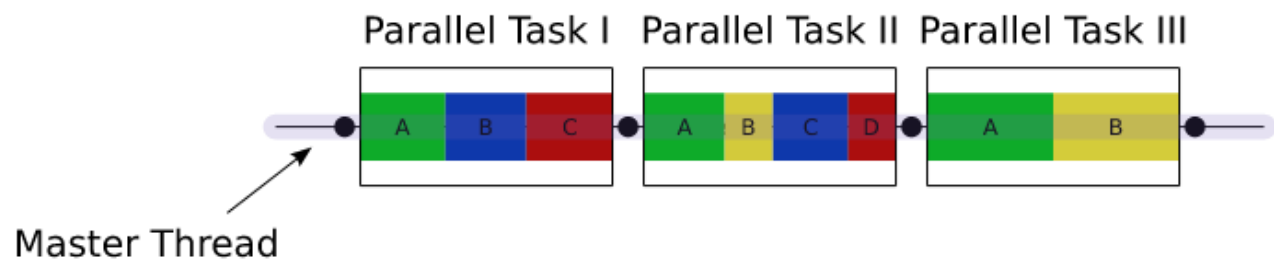 Parallel Task I
Parallel Task II
Parallel Task III
A B C
A B C D
A B
Master Thread